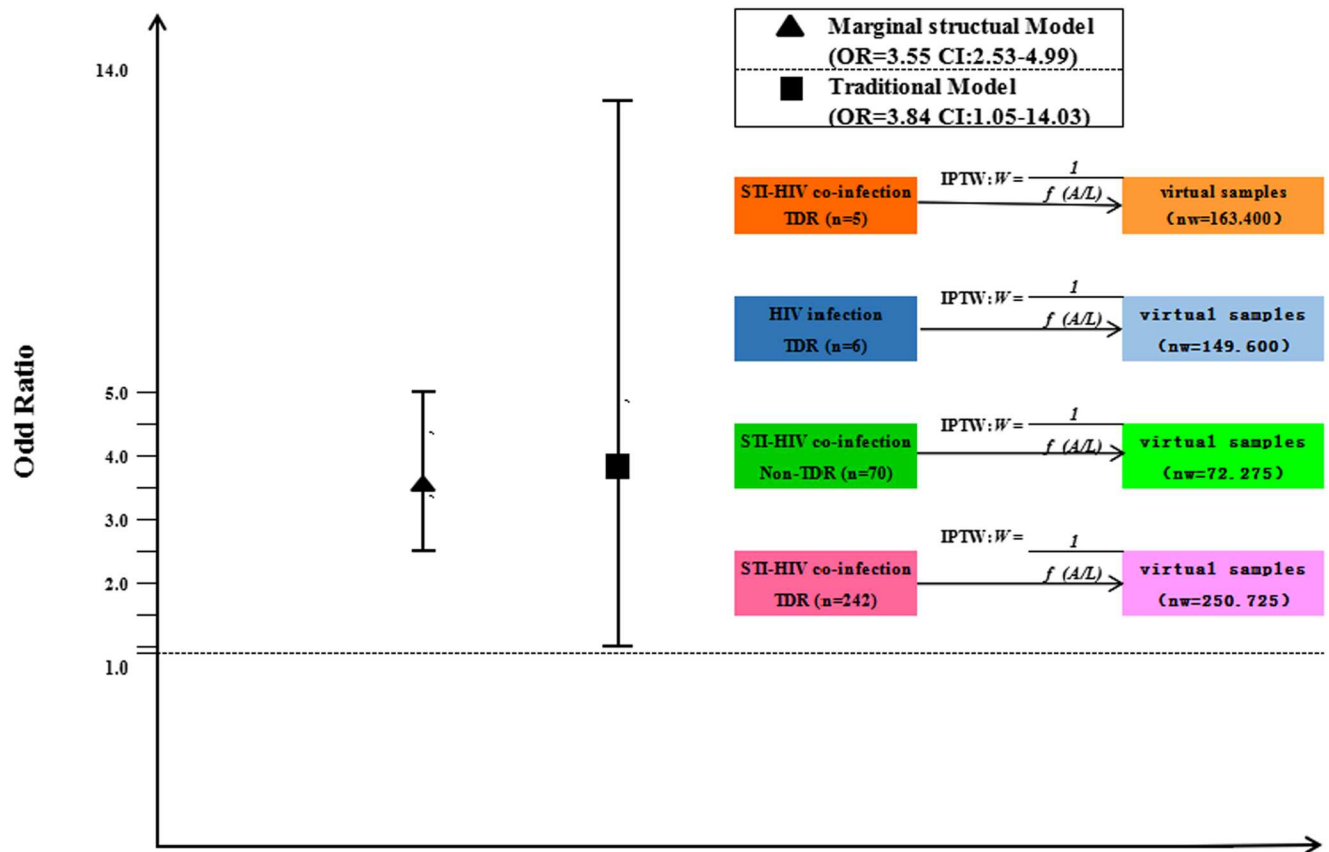 Marginal structual Model
(OR=3.55 CI:2.53-4.99)
Traditional Model
(OR=3.84 CI:1.05-14.03)
Odd Ratio
14.0
5.0
4.0
3.0
2.0
1.0
STI-HIV co-infection
TDR (n=5)
IPTW:W= 1
f (A/L)
virtual samples
(nw=163.400)
HIV infection
TDR (n=6)
IPTW:W= 1
f (A/L)
virtual samples
(nw=149.600)
STI-HIV co-infection
Non-TDR (n=70)
IPTW:W= 1
f (A/L)
virtual samples
(nw=72.275)
STI-HIV co-infection
TDR (n=242)
IPTW:W= 1
f (A/L)
virtual samples
(nw=250.725)